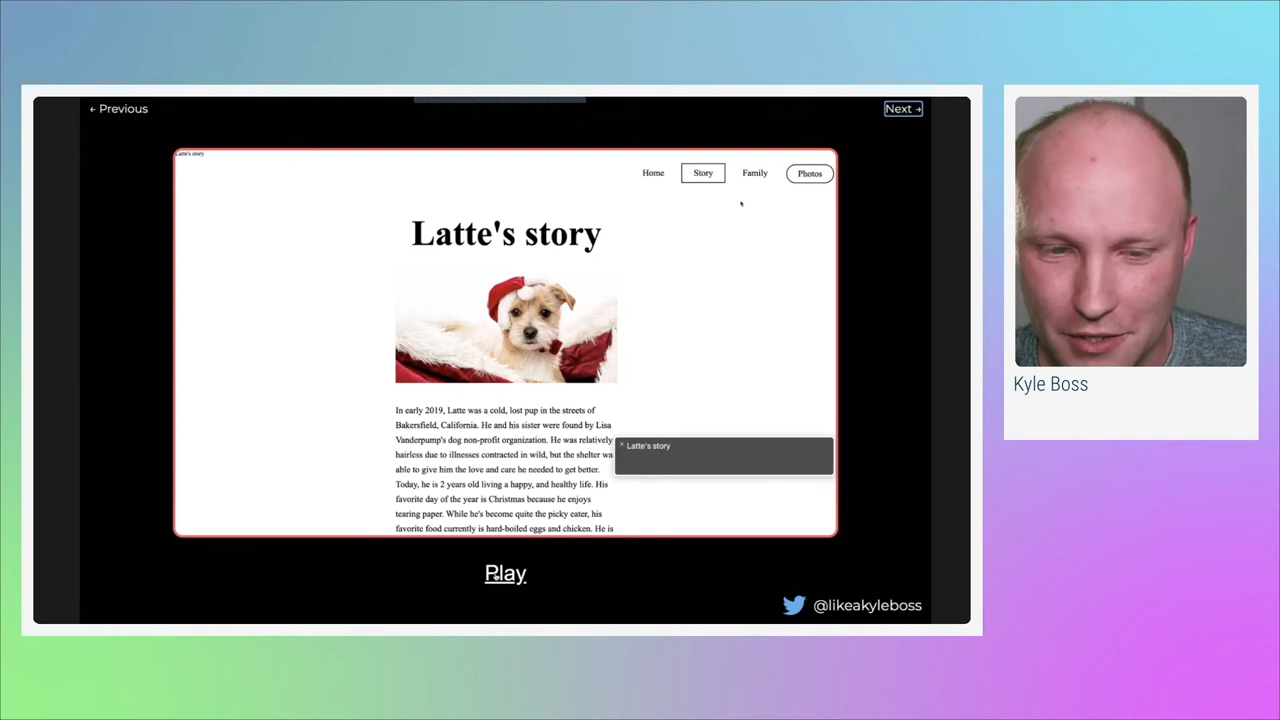 ← Previous
Next →
Latte's story
Home
Story
Family
Photos
Latte's story
In early 2019, Latte was a cold, lost pup in the streets of
Bakersfield, California. He and his sister were found by Lisa
Vanderpump's dog non-profit organization. He was relatively
hairless due to illnesses contracted in wild, but the shelter wa
able to give him the love and care he needed to get better.
Today, he is 2 years old living a happy, and healthy life. His
favorite day of the year is Christmas because he enjoys
tearing paper. While he's become quite the picky eater, his
favorite food currently is hard-boiled eggs and chicken. He is
× Latte's story
Play
@likeakyleboss
Kyle Boss